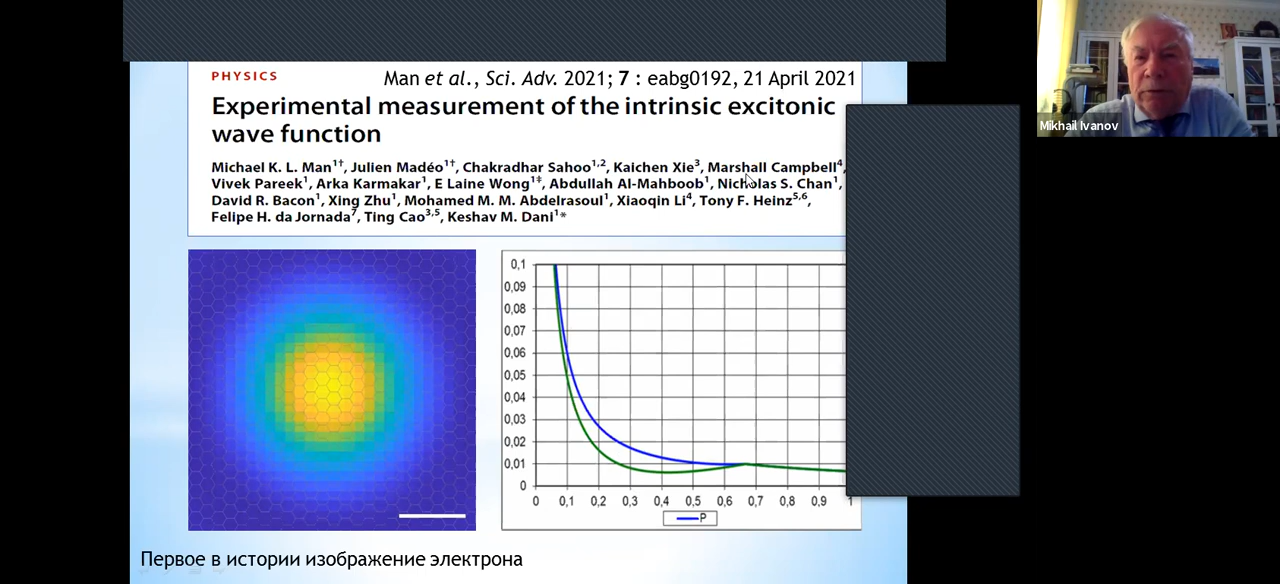 PHYSICS
Man et al., Sci. Adv. 2021; 7 : eabg0192, 21 April 2021
Experimental measurement of the intrinsic excitonic
wave function
Michael K. L. Man1†, Julien Madéo1†, Chakradhar Sahoo1,2, Kaichen Xie3, Marshall Campbell4,
Vivek Pareek1, Arka Karmakar1, E Laine Wong1‡, Abdullah Al-Mahboob1, Nicholas S. Chan1,
David R. Bacon1, Xing Zhu1, Mohamed M. M. Abdelrasoul1, Xiaoqin Li4, Tony F. Heinz5,6,
Felipe H. da Jornada7, Ting Cao3,5, Keshav M. Dani1*
0,1
0,09
0,08
0,07
0,06
0,05
0,04
0,03
0,02
0,01
0
0 0,1 0,2 0,3 0,4 0,5 0,6 0,7 0,8 0,9 1
P
Первое в истории изображение электрона
Mikhail Ivanov